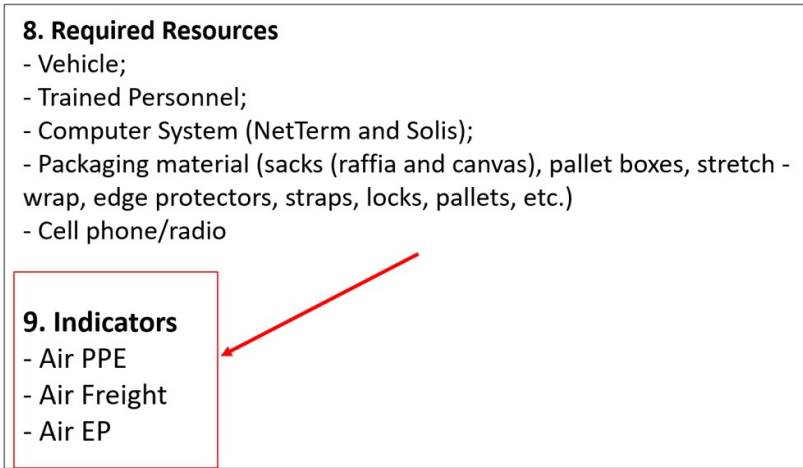 8. Required Resources
- Vehicle;
- Trained Personnel;
- Computer System (NetTerm and Solis);
- Packaging material (sacks (raffia and canvas), pallet boxes, stretch -
wrap, edge protectors, straps, locks, pallets, etc.)
- Cell phone/radio
9. Indicators
- Air PPE
- Air Freight
- Air EP